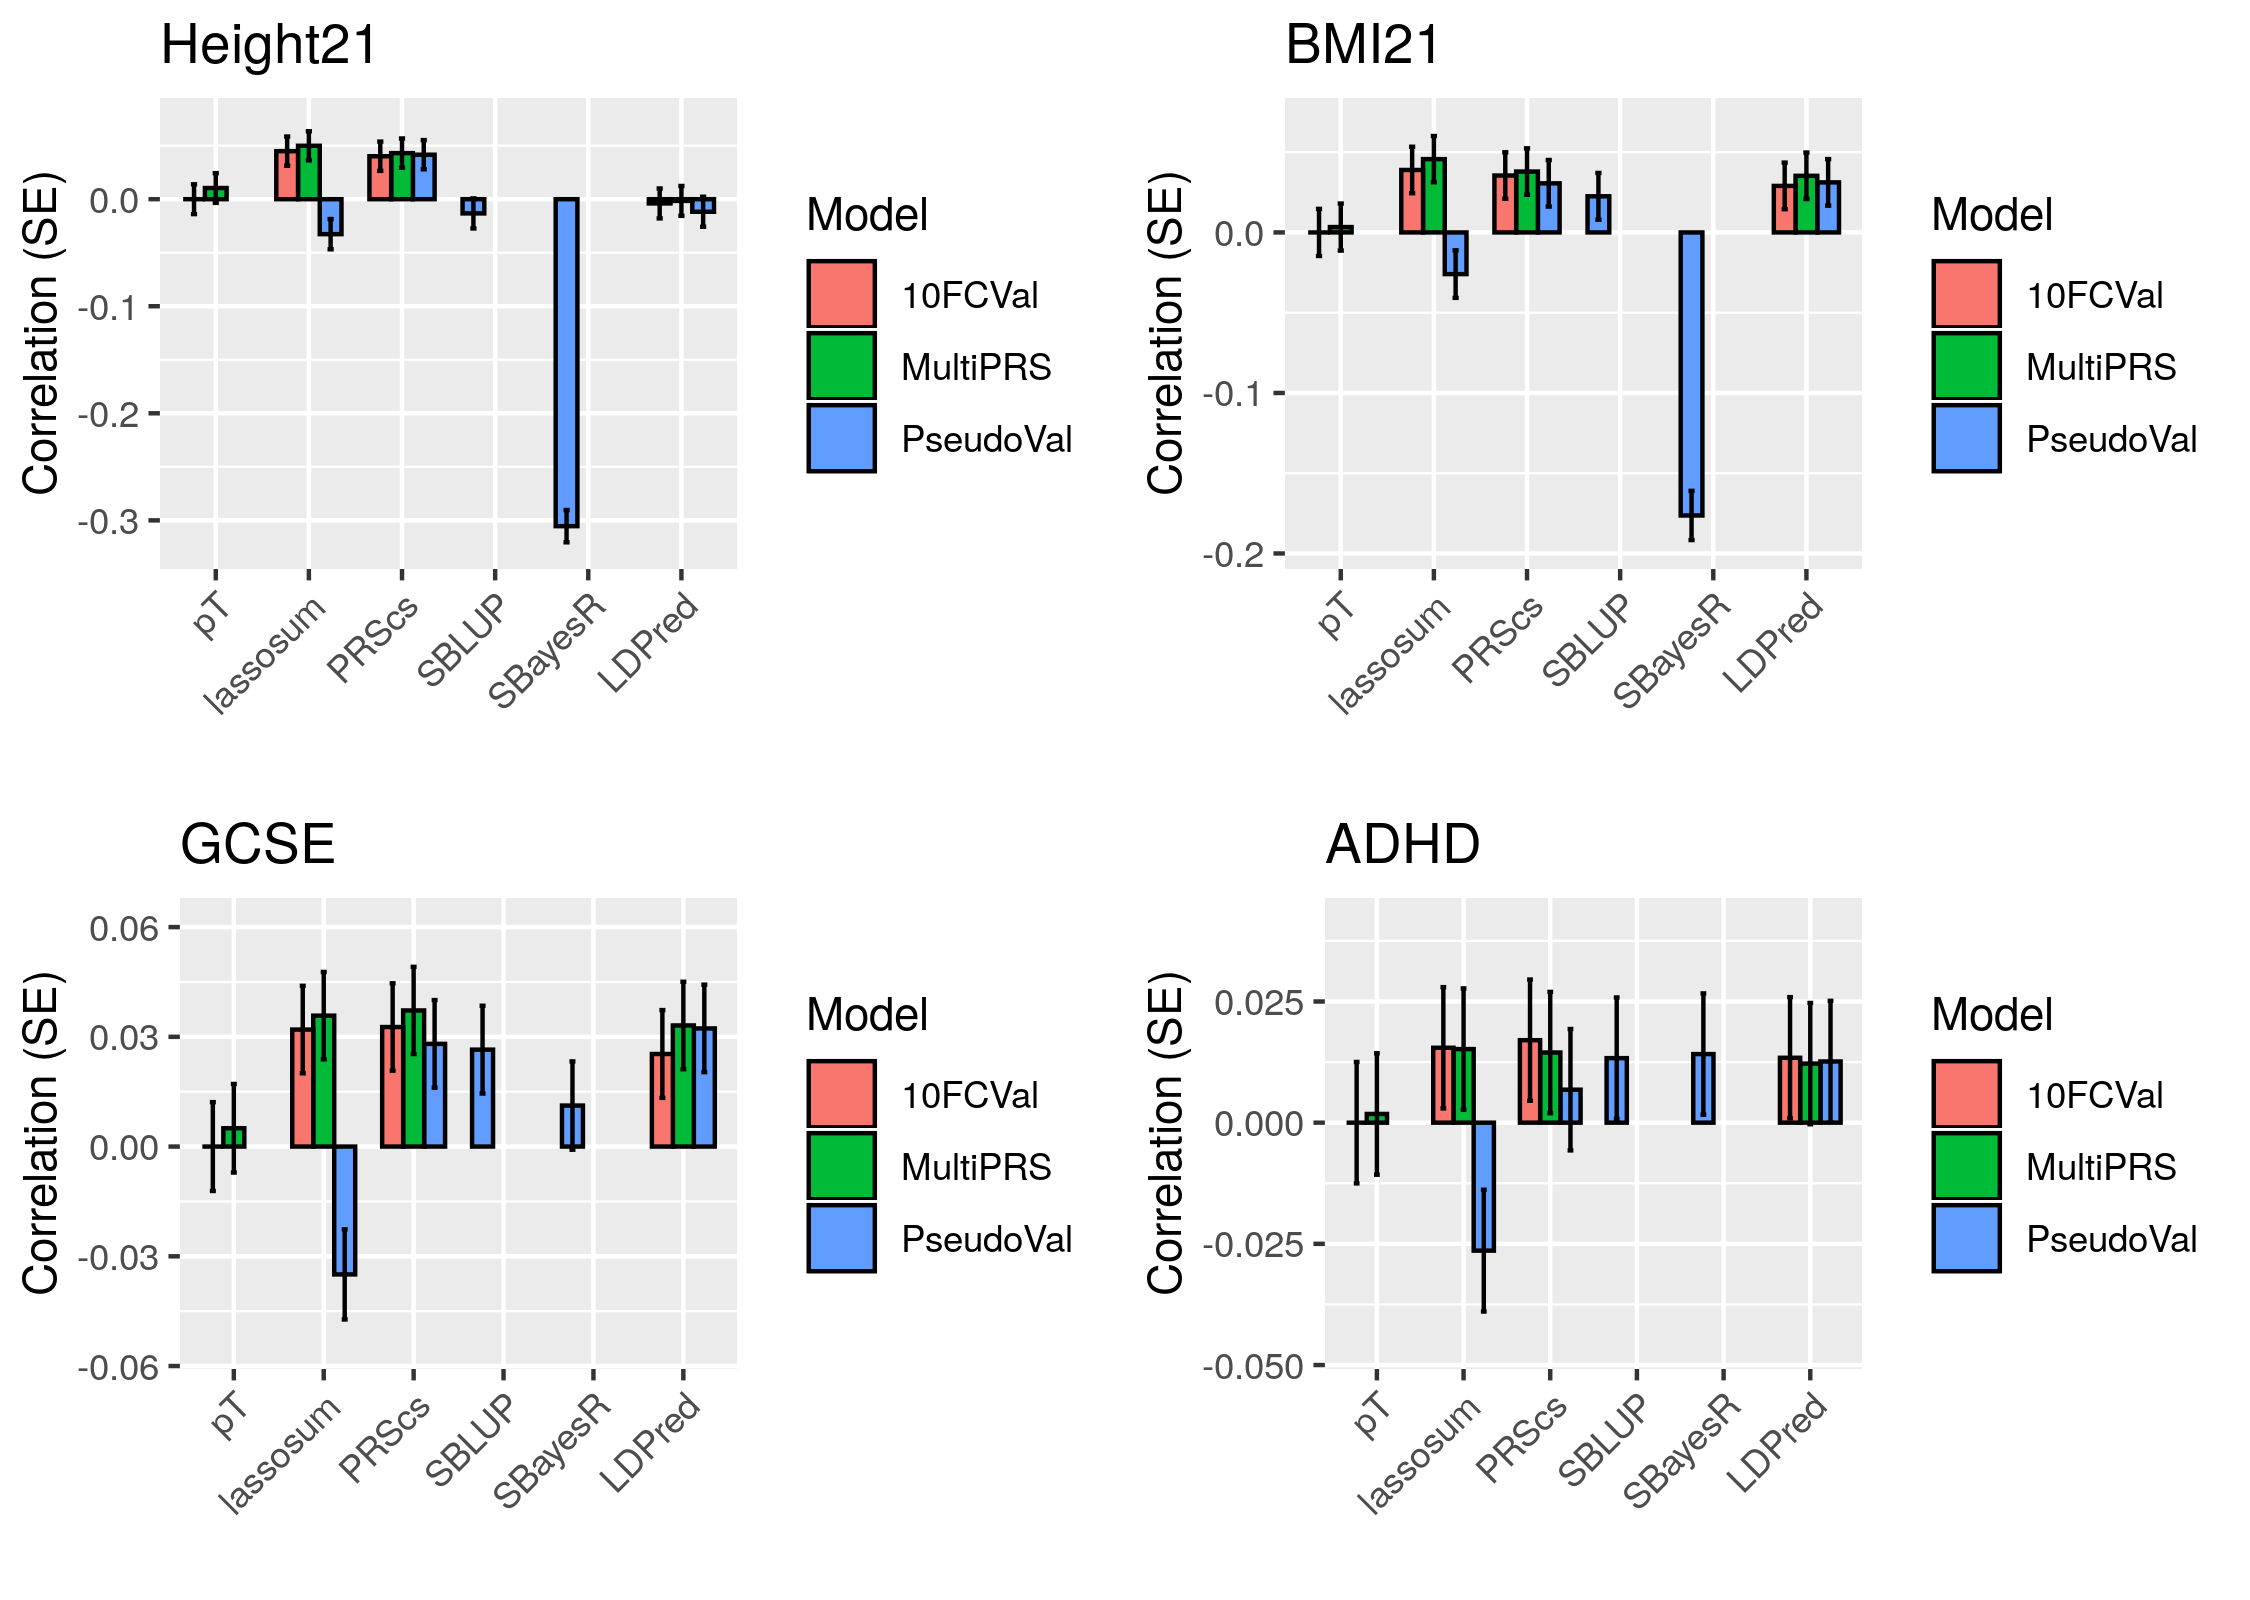 Height21
Correlation (SE)
0.0
-0.1
-0.2
-0.3
pT
lassosum
PRScs
SBLUP
SBayesR
LDPred
Model
10FCVal
MultiPRS
PseudoVal
BMI21
Correlation (SE)
0.0
-0.1
-0.2
pT
lassosum
PRScs
SBLUP
SBayesR
LDPred
Model
10FCVal
MultiPRS
PseudoVal
GCSE
Correlation (SE)
0.06
0.03
0.00
-0.03
-0.06
pT
lassosum
PRScs
SBLUP
SBayesR
LDPred
Model
10FCVal
MultiPRS
PseudoVal
ADHD
Correlation (SE)
0.025
0.000
-0.025
-0.050
pT
lassosum
PRScs
SBLUP
SBayesR
LDPred
Model
10FCVal
MultiPRS
PseudoVal